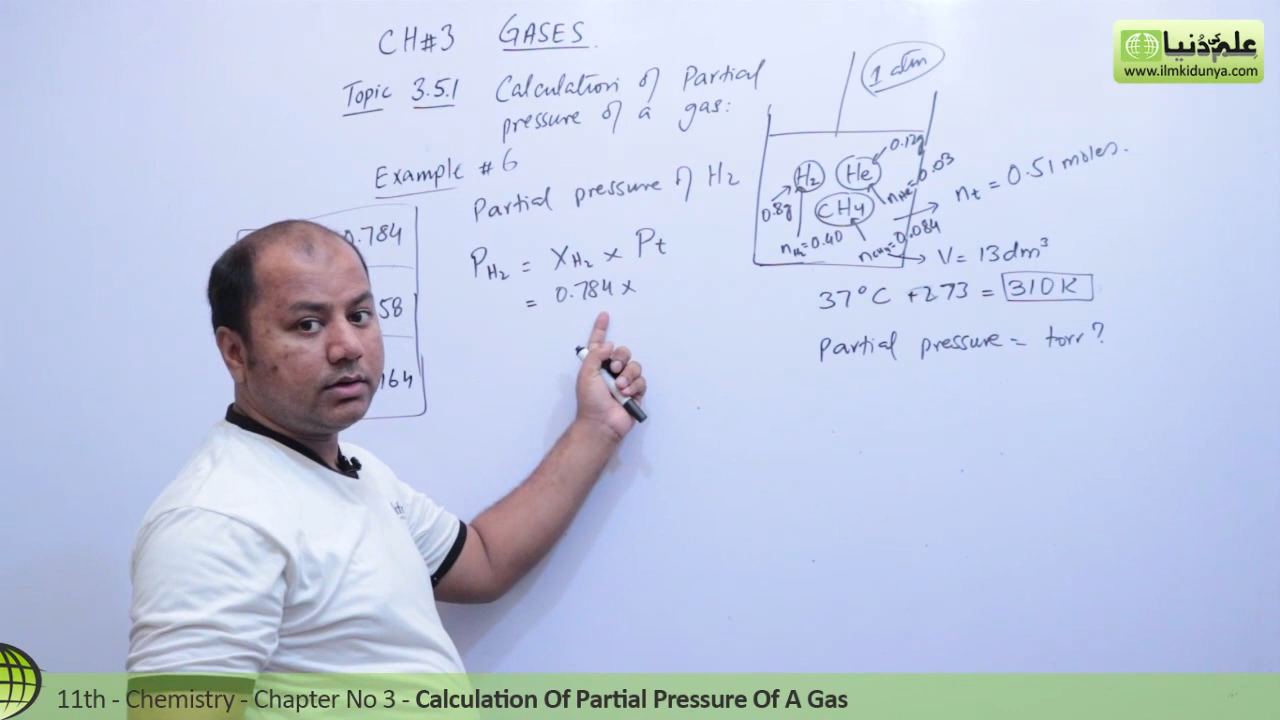 CH#3 GASES.
علم کی دنیا
www.ilmkidunya.com
Topic 3.5.1 Calculation of Partial
pressure of a gas:
1 atm
Example #6
Partial pressure of H2
0.12g
H2 He
0.8g CH4
nHe=0.03
nH2=0.40
nCH4=0.084
nt = 0.51 moles.
V= 13dm³
0.784
58
164
PH2 = XH2 × Pt
= 0.784 ×
37°C +273 = 310K
Partial pressure = torr?
11th - Chemistry - Chapter No 3 - Calculation Of Partial Pressure Of A Gas